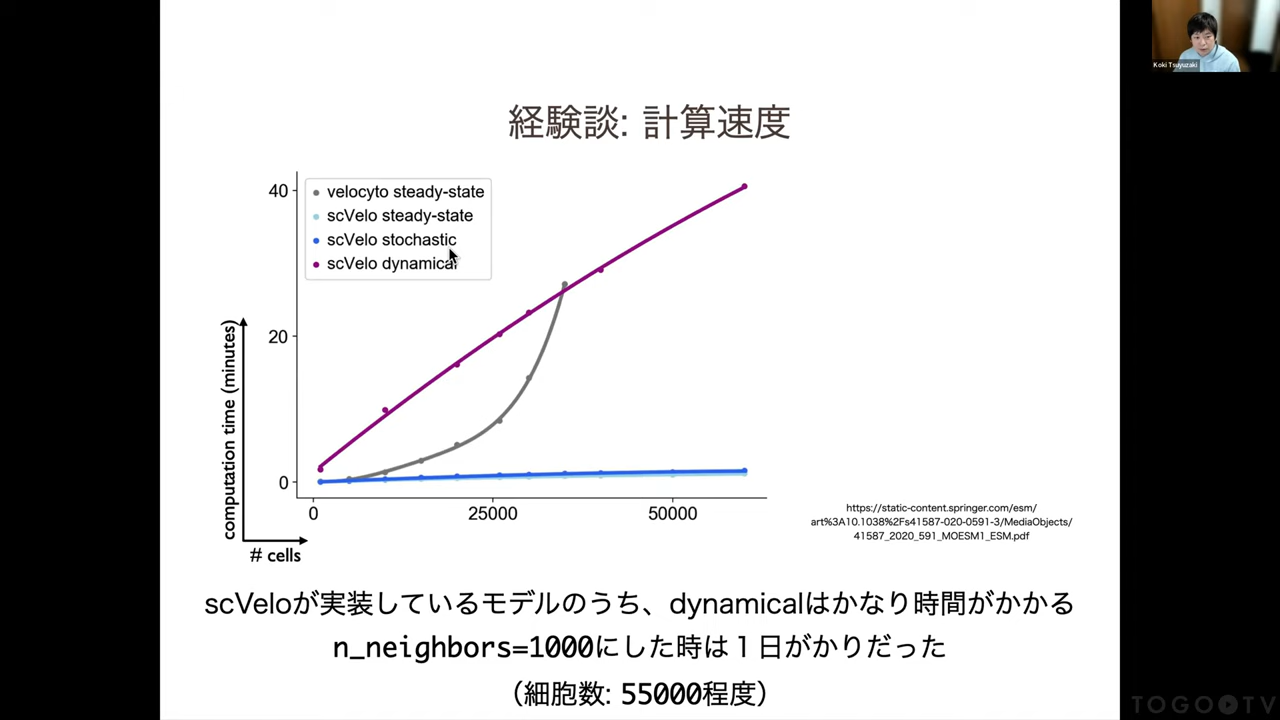 Koki Tsuyuzaki
経験談: 計算速度
velocyto steady-state
scVelo steady-state
scVelo stochastic
scVelo dynamical
40
20
0
computation time (minutes)
0
25000
50000
# cells
https://static-content.springer.com/esm/
art%3A10.1038%2Fs41587-020-0591-3/MediaObjects/
41587_2020_591_MOESM1_ESM.pdf
scVeloが実装しているモデルのうち、dynamicalはかなり時間がかかる
n_neighbors=1000にした時は１日がかりだった
（細胞数: 55000程度）
TOGOTV